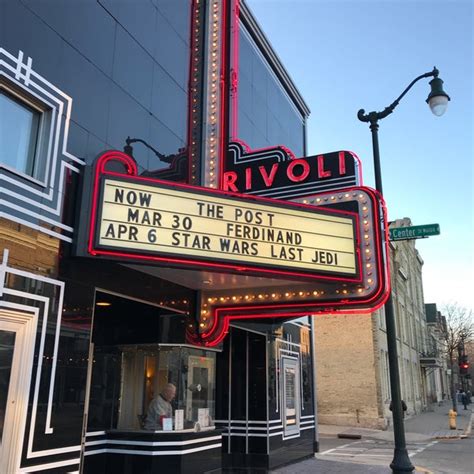 RIVOLI
NOW THE POST
MAR 30 FERDINAND
APR 6 STAR WARS LAST JEDI
Center